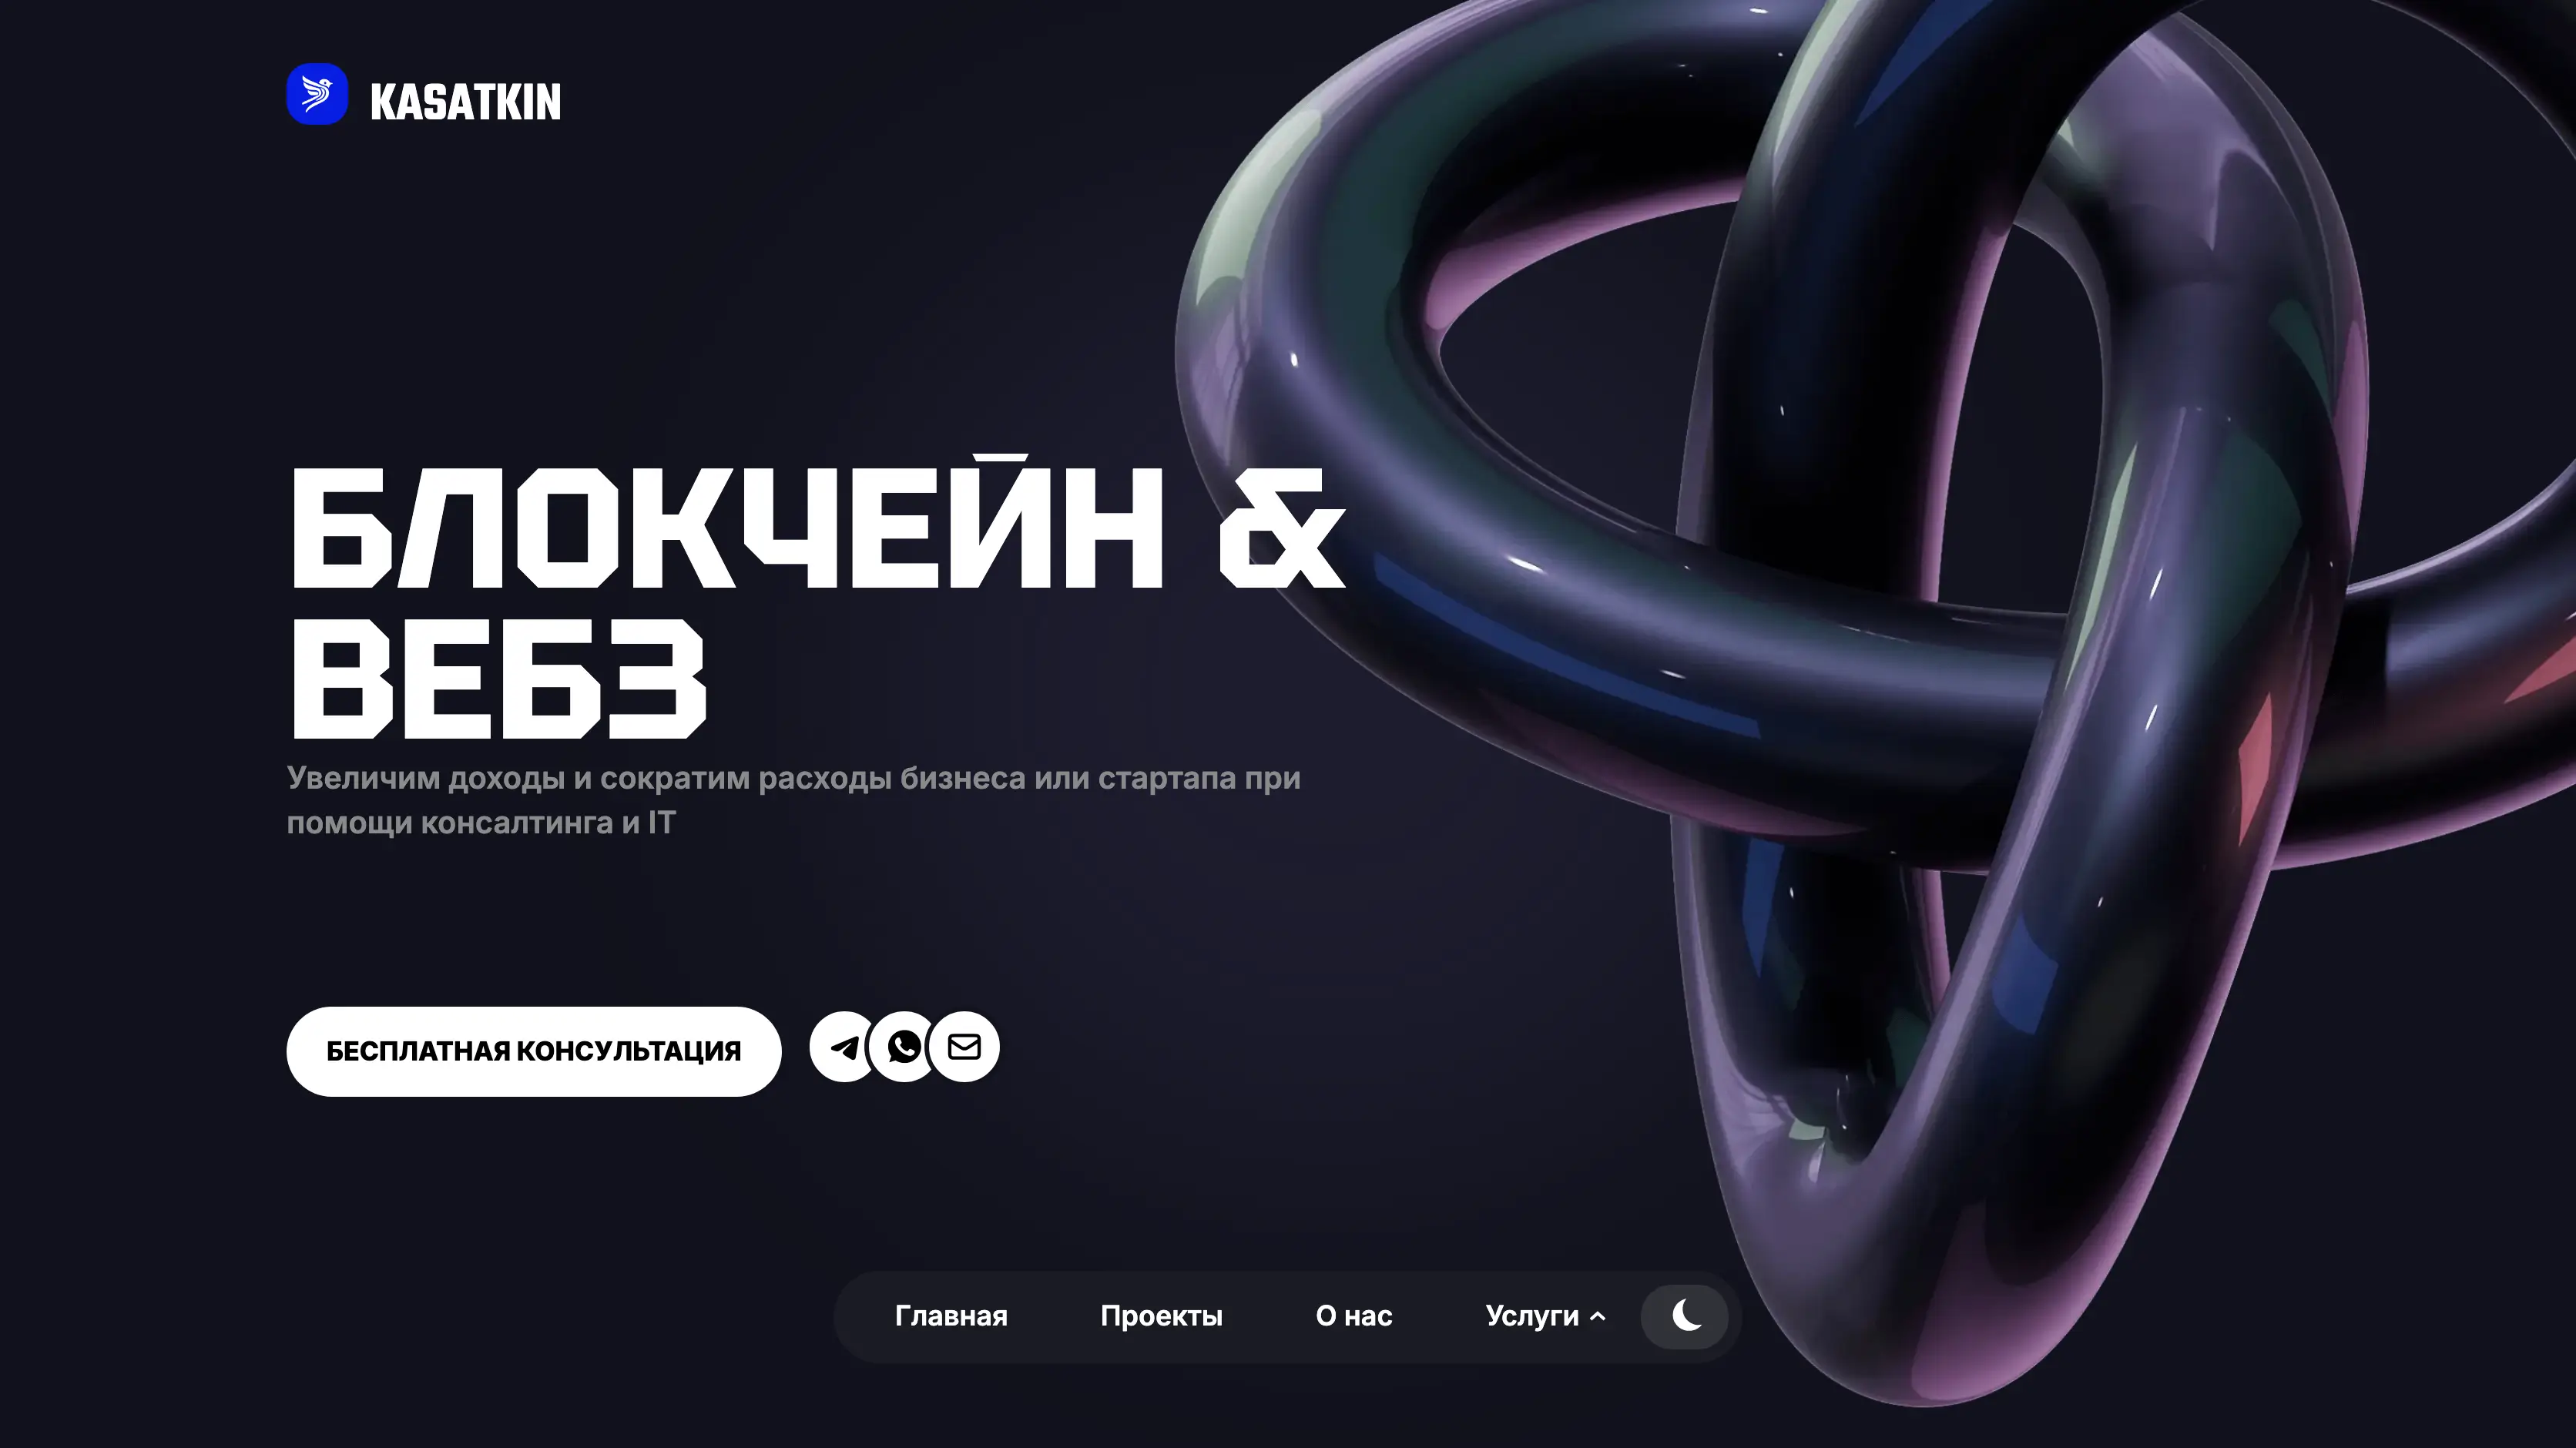 KASATKIN
БЛОКЧЕЙН &
ВЕБ3
Увеличим доходы и сократим расходы бизнеса или стартапа при
помощи консалтинга и IT
БЕСПЛАТНАЯ КОНСУЛЬТАЦИЯ
Главная Проекты О нас Услуги